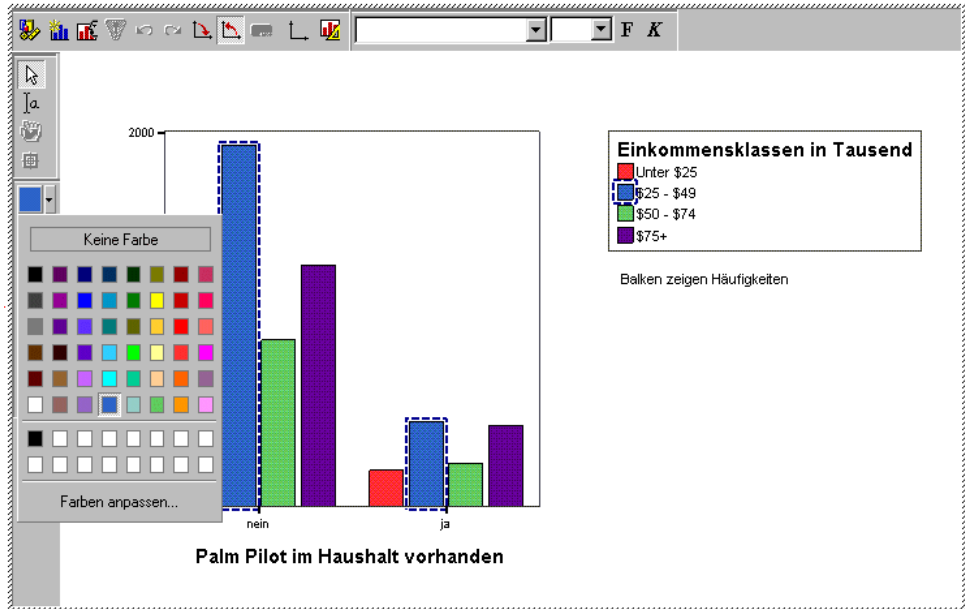 F K
a
2000
Einkommensklassen in Tausend
Unter $25
$25 - $49
$50 - $74
$75+
Balken zeigen Häufigkeiten
Keine Farbe
Farben anpassen...
nein ja
Palm Pilot im Haushalt vorhanden